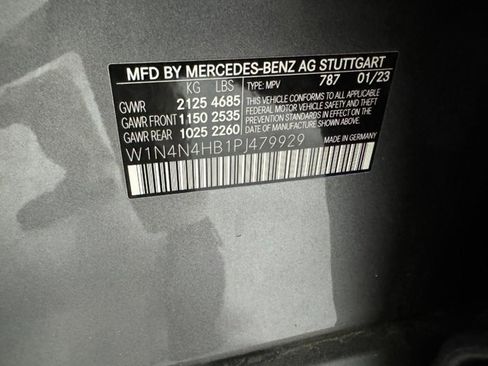 MFD BY MERCEDES-BENZ AG STUTTGART
KG LBS TYPE: MPV 787 01/23
GVWR 2125 4685 THIS VEHICLE CONFORMS TO ALL APPLICABLE
GAWR FRONT 1150 2535 FEDERAL MOTOR VEHICLE SAFETY AND THEFT
GAWR REAR 1025 2260 PREVENTION STANDARDS IN EFFECT ON THE
DATE OF MANUFACTURE SHOWN ABOVE.
W1N4N4HB1PJ479929 MADE IN GERMANY